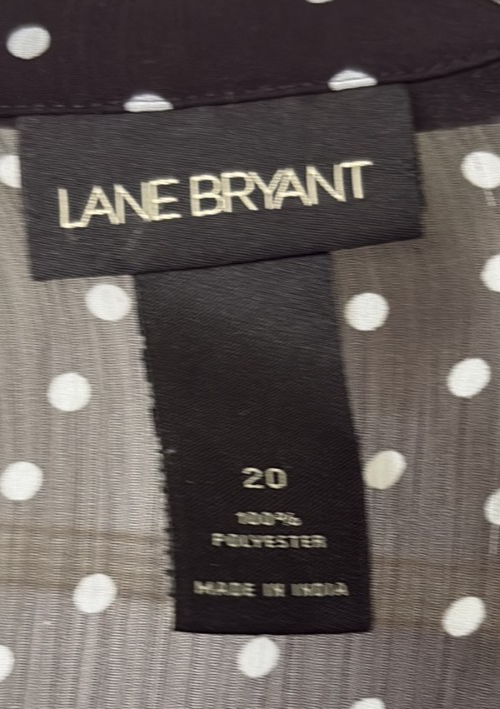 LANE BRYANT
20
100%
POLYESTER
MADE IN INDIA